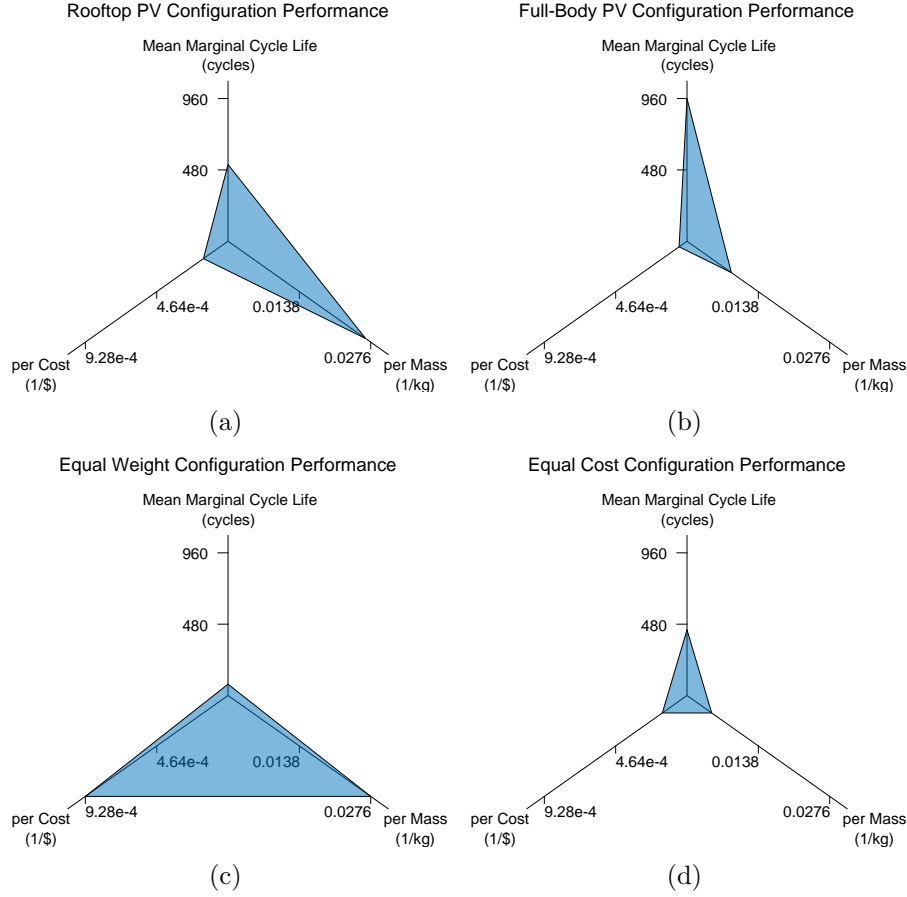 Rooftop PV Configuration Performance
Mean Marginal Cycle Life
(cycles)
960
480
4.64e-4
0.0138
9.28e-4
0.0276
per Cost
(1/$)
per Mass
(1/kg)
(a)
Full-Body PV Configuration Performance
Mean Marginal Cycle Life
(cycles)
960
480
4.64e-4
0.0138
9.28e-4
0.0276
per Cost
(1/$)
per Mass
(1/kg)
(b)
Equal Weight Configuration Performance
Mean Marginal Cycle Life
(cycles)
960
480
4.64e-4
0.0138
9.28e-4
0.0276
per Cost
(1/$)
per Mass
(1/kg)
(c)
Equal Cost Configuration Performance
Mean Marginal Cycle Life
(cycles)
960
480
4.64e-4
0.0138
9.28e-4
0.0276
per Cost
(1/$)
per Mass
(1/kg)
(d)